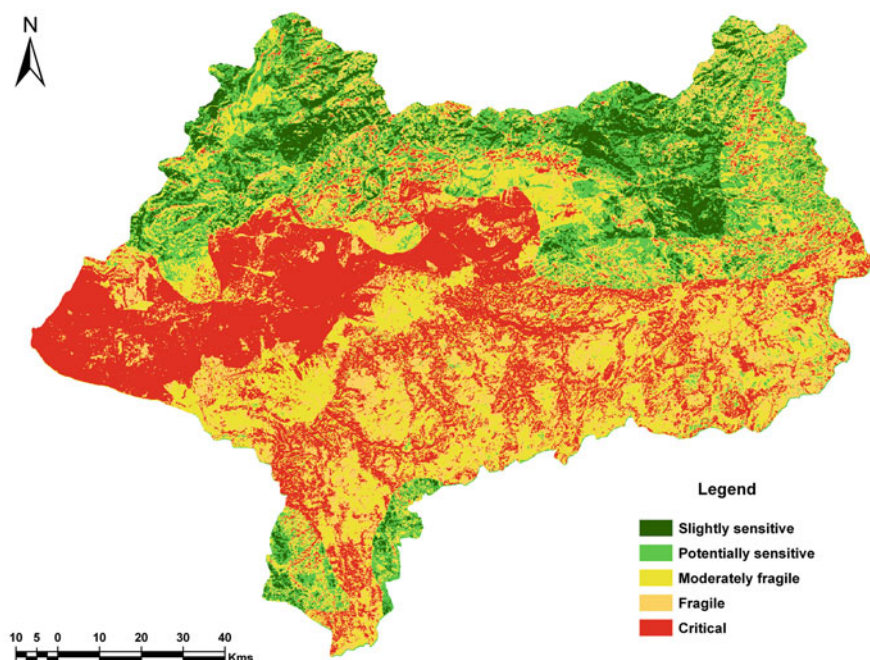 N
Legend
Slightly sensitive
Potentially sensitive
Moderately fragile
Fragile
Critical
10 5 0 10 20 30 40
Kms